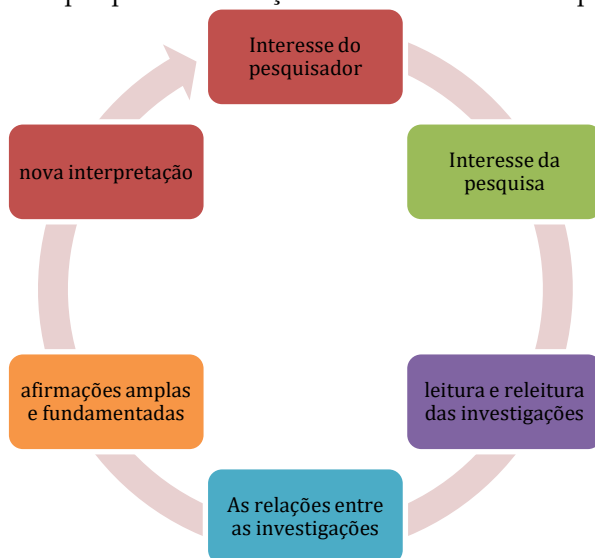 Interesse do
pesquisador
Interesse da
pesquisa
leitura e releitura
das investigações
As relações entre
as investigações
afirmações amplas
e fundamentadas
nova interpretação